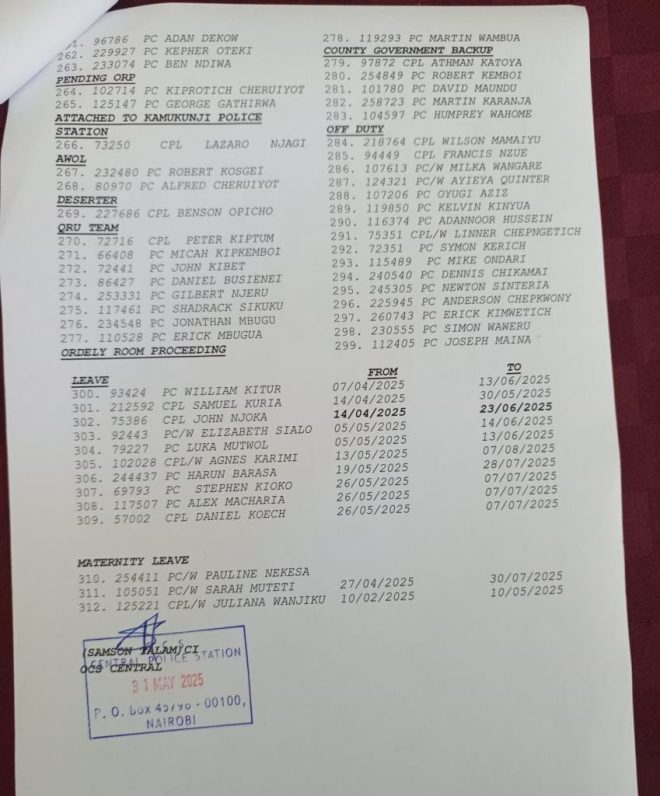 96786 PC ADAN DEKOW
262. 229927 PC KEPHER OTEKI
263. 233074 PC BEN NDIWA
PENDING ORP
264. 102714 PC KIPROTICH CHERUIYOT
265. 125147 PC GEORGE GATHIRWA
ATTACHED TO KAMUKUNJI POLICE
STATION
266. 73250 CPL LAZARO NJAGI
AWOL
267. 232480 PC ROBERT KOSGEI
268. 80970 PC ALFRED CHERUIYOT
DESERTER
269. 227686 CPL BENSON OPICHO
QRU TEAM
270. 72716 CPL PETER KIPTUM
271. 66408 PC MICAH KIPKEMBOI
272. 72441 PC JOHN KIBET
273. 86427 PC DANIEL BUSIENEI
274. 253331 PC GILBERT NJERU
275. 117461 PC SHADRACK SIKUKU
276. 234548 PC JONATHAN MBUGU
277. 110528 PC ERICK MBUGUA
ORDELY ROOM PROCEEDING
278. 119293 PC MARTIN WAMBUA
COUNTY GOVERNMENT BACKUP
279. 97872 CPL ATHMAN KATOYA
280. 254849 PC ROBERT KEMBOI
281. 101780 PC DAVID MAUNDU
282. 258723 PC MARTIN KARANJA
283. 104597 PC HUMPREY WAHOME
OFF DUTY
284. 218764 CPL WILSON MAMAIYU
285. 94449 CPL FRANCIS NZUE
286. 107613 PC/W MILKA WANGARE
287. 124321 PC/W AYIEYA QUINTER
288. 107206 PC OYUGI AZIZ
289. 119850 PC KELVIN KINYUA
290. 116374 PC ADANNOOR HUSSEIN
291. 75351 CPL/W LINNER CHEPNGETICH
292. 72351 PC SYMON KERICH
293. 115489 PC MIKE ONDARI
294. 240540 PC DENNIS CHIKAMAI
295. 245305 PC NEWTON SINTERIA
296. 225945 PC ANDERSON CHEPKWONY
297. 260743 PC ERICK KIMWETICH
298. 230555 PC SIMON WAWERU
299. 112405 PC JOSEPH MAINA
LEAVE FROM TO
300. 93424 PC WILLIAM KITUR 07/04/2025 13/06/2025
301. 212592 CPL SAMUEL KURIA 14/04/2025 30/05/2025
302. 75386 CPL JOHN NJOKA 14/04/2025 23/06/2025
303. 92443 PC/W ELIZABETH SIALO 05/05/2025 14/06/2025
304. 79227 PC LUKA MUTWOL 05/05/2025 13/06/2025
305. 102028 CPL/W AGNES KARIMI 13/05/2025 07/08/2025
306. 244437 PC HARUN BARASA 19/05/2025 28/07/2025
307. 69793 PC STEPHEN KIOKO 26/05/2025 07/07/2025
308. 117507 PC ALEX MACHARIA 26/05/2025 07/07/2025
309. 57002 CPL DANIEL KOECH 26/05/2025 07/07/2025
MATERNITY LEAVE
310. 254411 PC/W PAULINE NEKESA
311. 105051 PC/W SARAH MUTETI 27/04/2025 30/07/2025
312. 125221 CPL/W JULIANA WANJIKU 10/02/2025 10/05/2025
(SAMSON TALAM)CI
OCS CENTRAL
CENTRAL POLICE STATION
31 MAY 2025
P. O. Box - 00100,
NAIROBI